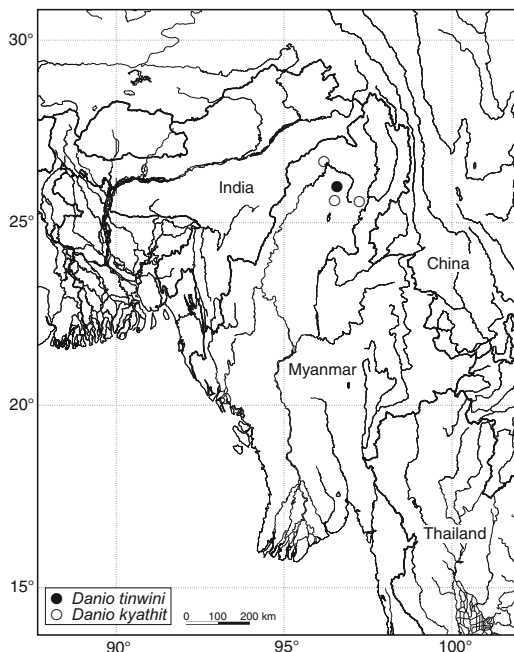 30°
India
25°
China
Myanmar
20°
Thailand
15°
Danio tinwini
Danio kyathit
0 100 200 km
90° 95° 100°